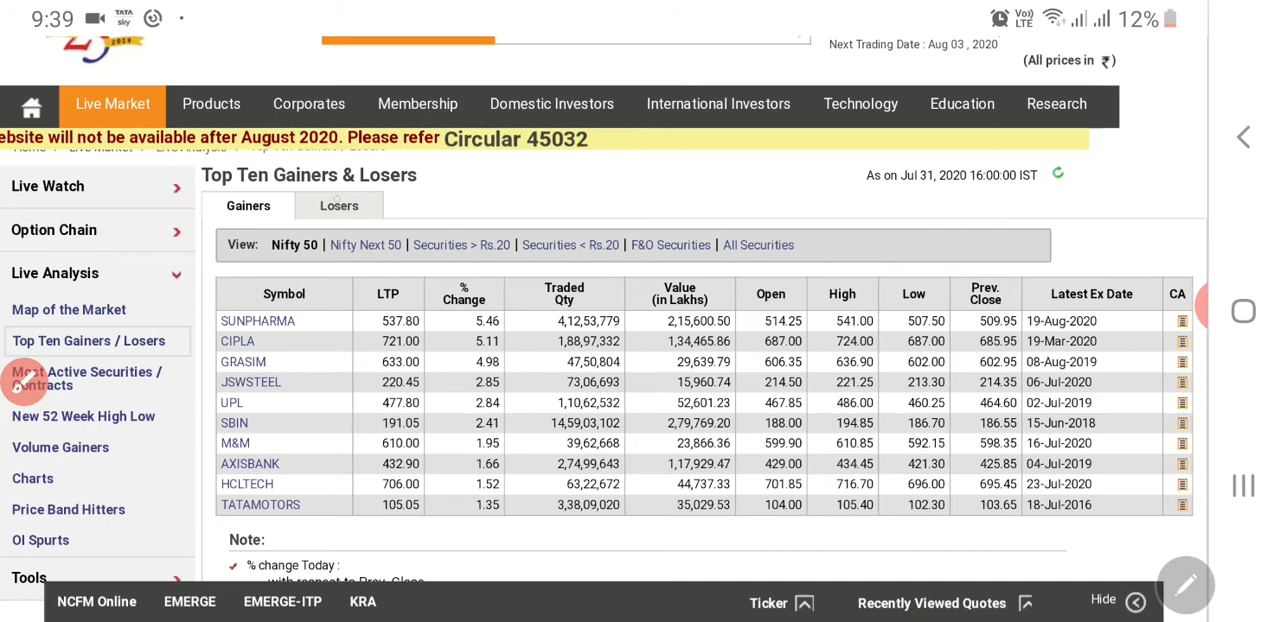 9:39 TATA sky Vo) LTE 12%
2019
Next Trading Date : Aug 03 , 2020
(All prices in ₹)
Live Market Products Corporates Membership Domestic Investors International Investors Technology Education Research
ebsite will not be available after August 2020. Please refer Circular 45032
Top Ten Gainers & Losers As on Jul 31, 2020 16:00:00 IST
Gainers Losers
View: Nifty 50 | Nifty Next 50 | Securities > Rs.20 | Securities < Rs.20 | F&O Securities | All Securities
Live Watch
Option Chain
Live Analysis
Map of the Market
Top Ten Gainers / Losers
Most Active Securities /
Contracts
New 52 Week High Low
Volume Gainers
Charts
Price Band Hitters
OI Spurts
Tools
Symbol LTP % Change Traded Qty Value (in Lakhs) Open High Low Prev. Close Latest Ex Date CA
SUNPHARMA 537.80 5.46 4,12,53,779 2,15,600.50 514.25 541.00 507.50 509.95 19-Aug-2020
CIPLA 721.00 5.11 1,88,97,332 1,34,465.86 687.00 724.00 687.00 685.95 19-Mar-2020
GRASIM 633.00 4.98 47,50,804 29,639.79 606.35 636.90 602.00 602.95 08-Aug-2019
JSWSTEEL 220.45 2.85 73,06,693 15,960.74 214.50 221.25 213.30 214.35 06-Jul-2020
UPL 477.80 2.84 1,10,62,532 52,601.23 467.85 486.00 460.25 464.60 02-Jul-2019
SBIN 191.05 2.41 14,59,03,102 2,79,769.20 188.00 194.85 186.70 186.55 15-Jun-2018
M&M 610.00 1.95 39,62,668 23,866.36 599.90 610.85 592.15 598.35 16-Jul-2020
AXISBANK 432.90 1.66 2,74,99,643 1,17,929.47 429.00 434.45 421.30 425.85 04-Jul-2019
HCLTECH 706.00 1.52 63,22,672 44,737.33 701.85 716.70 696.00 695.45 23-Jul-2020
TATAMOTORS 105.05 1.35 3,38,09,020 35,029.53 104.00 105.40 102.30 103.65 18-Jul-2016
Note:
% change Today :
with respect to Prev. Close
NCFM Online EMERGE EMERGE-ITP KRA Ticker Recently Viewed Quotes Hide